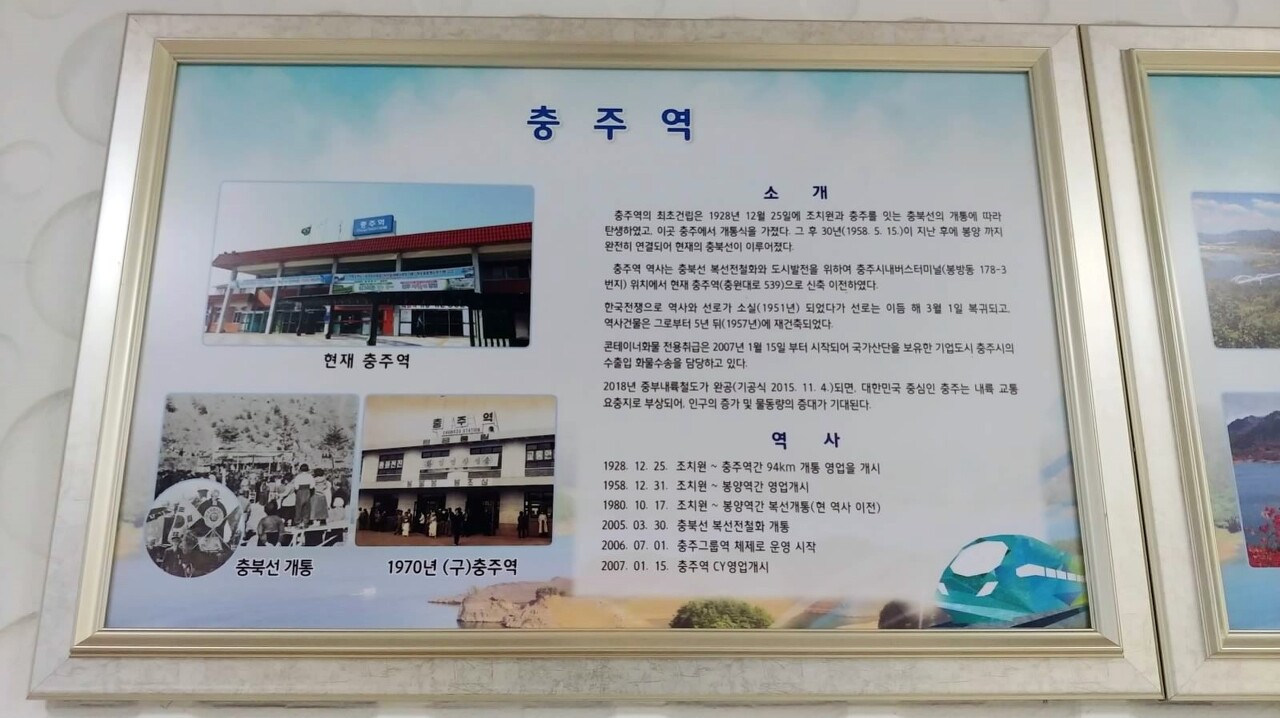 충 주 역
충주역
현재 충주역
충 주 역
CHUNGJU STATION
충북선 개통
1970년 (구)충주역
소 개
충주역의 최초건립은 1928년 12월 25일에 조치원과 충주를 잇는 충북선의 개통에 따라
탄생하였고, 이곳 충주에서 개통식을 가졌다. 그 후 30년(1958. 5. 15.)이 지난 후에 봉양 까지
완전히 연결되어 현재의 충북선이 이루어졌다.
충주역 역사는 충북선 복선전철화와 도시발전을 위하여 충주시내버스터미널(봉방동 178-3
번지) 위치에서 현재 충주역(충원대로 539)으로 신축 이전하였다.
한국전쟁으로 역사와 선로가 소실(1951년) 되었다가 선로는 이듬 해 3월 1일 복귀되고,
역사건물은 그로부터 5년 뒤(1957년)에 재건축되었다.
콘테이너화물 전용취급은 2007년 1월 15일 부터 시작되어 국가산단을 보유한 기업도시 충주시의
수출입 화물수송을 담당하고 있다.
2018년 중부내륙철도가 완공(기공식 2015. 11. 4.)되면, 대한민국 중심인 충주는 내륙 교통
요충지로 부상되어, 인구의 증가 및 물동량의 증대가 기대된다.
역 사
1928. 12. 25. 조치원 ~ 충주역간 94km 개통 영업을 개시
1958. 12. 31. 조치원 ~ 봉양역간 영업개시
1980. 10. 17. 조치원 ~ 봉양역간 복선개통(현 역사 이전)
2005. 03. 30. 충북선 복선전철화 개통
2006. 07. 01. 충주그룹역 체제로 운영 시작
2007. 01. 15. 충주역 CY영업개시